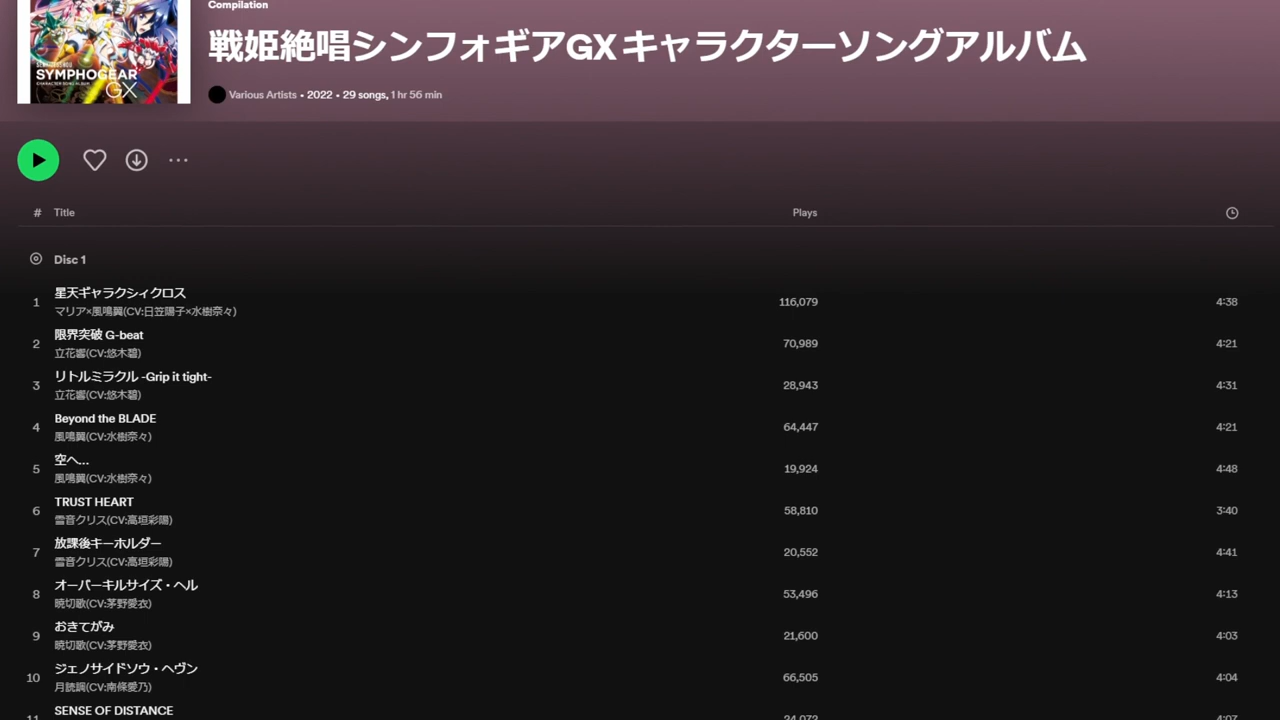 Compilation
戦姫絶唱シンフォギアGXキャラクターソングアルバム
SYMPHOGEAR
GX
Various Artists • 2022 • 29 songs, 1 hr 56 min
# Title Plays
Disc 1
1 星天ギャラクシィクロス 116,079 4:38
マリア×風鳴翼(CV:日笠陽子×水樹奈々)
2 限界突破 G-beat 70,989 4:21
立花響(CV:悠木碧)
3 リトルミラクル -Grip it tight- 28,943 4:31
立花響(CV:悠木碧)
4 Beyond the BLADE 64,447 4:21
風鳴翼(CV:水樹奈々)
5 空へ... 19,924 4:48
風鳴翼(CV:水樹奈々)
6 TRUST HEART 58,810 3:40
雪音クリス(CV:高垣彩陽)
7 放課後キーホルダー 20,552 4:41
雪音クリス(CV:高垣彩陽)
8 オーバーキルサイズ・ヘル 53,496 4:13
暁切歌(CV:茅野愛衣)
9 おきてがみ 21,600 4:03
暁切歌(CV:茅野愛衣)
10 ジェノサイドソウ・ヘヴン 66,505 4:04
月読調(CV:南條愛乃)
11 SENSE OF DISTANCE 24,072 4:07